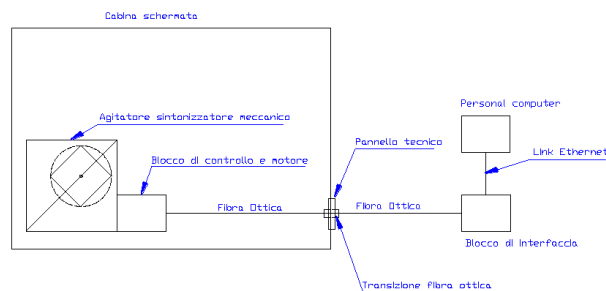 Cabina schermata
Agitatore sintonizzatore meccanico
Blocco di controllo e motore
Fibra Ottica
Pannello tecnico
Fibra Ottica
Transizione fibra ottica
Personal computer
Link Ethernet
Blocco di interfaccia